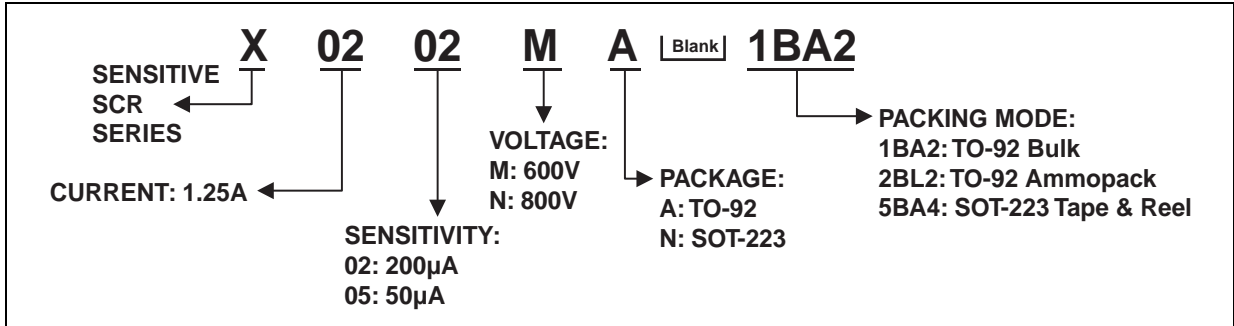 X 02 02 M A Blank 1BA2
SENSITIVE
SCR
SERIES
CURRENT: 1.25A
SENSITIVITY:
02: 200µA
05: 50µA
VOLTAGE:
M: 600V
N: 800V
PACKAGE:
A: TO-92
N: SOT-223
PACKING MODE:
1BA2: TO-92 Bulk
2BL2: TO-92 Ammopack
5BA4: SOT-223 Tape & Reel